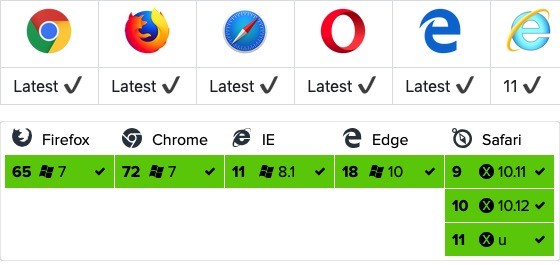 Latest Latest Latest Latest Latest 11
Firefox Chrome IE Edge Safari
65 7 72 7 11 8.1 18 10 9 X 10.11
10 X 10.12
11 X u